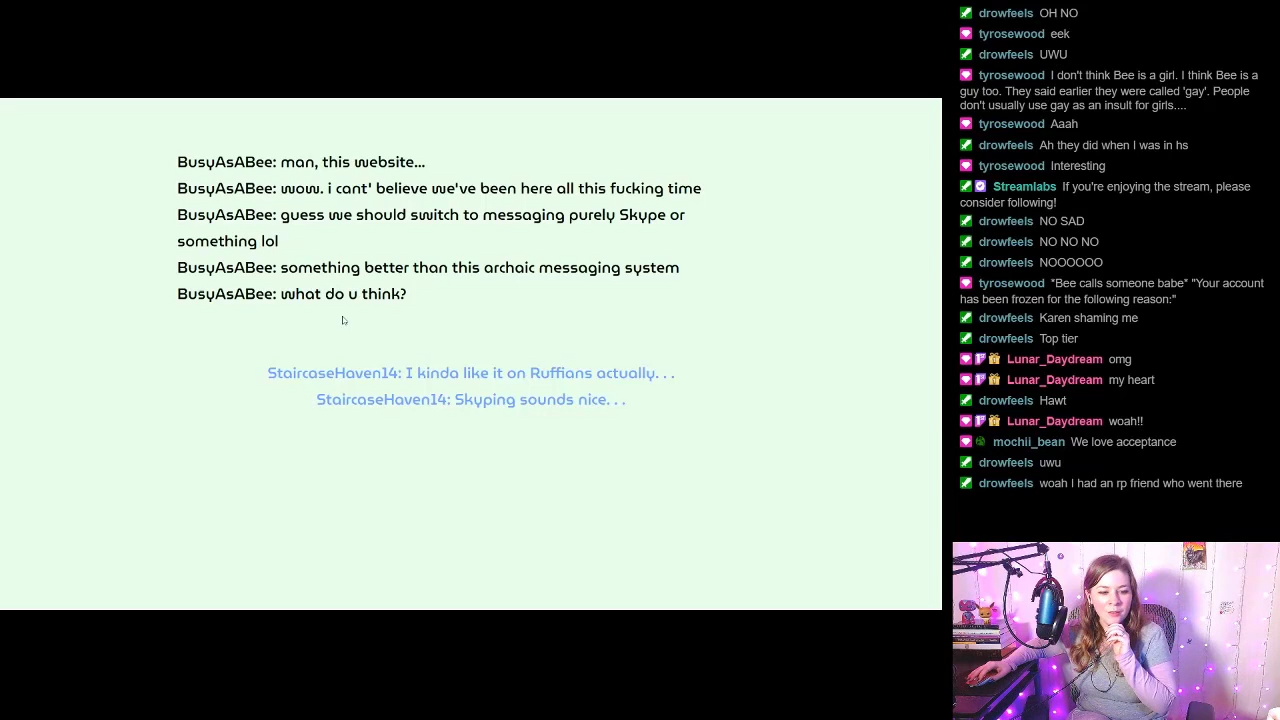 BusyAsABee: man, this website...
BusyAsABee: wow. i cant' believe we've been here all this fucking time
BusyAsABee: guess we should switch to messaging purely Skype or
something lol
BusyAsABee: something better than this archaic messaging system
BusyAsABee: what do u think?
StaircaseHaven14: I kinda like it on Ruffians actually. . .
StaircaseHaven14: Skyping sounds nice. . .
drowfeels OH NO
tyrosewood eek
drowfeels UWU
tyrosewood I don't think Bee is a girl. I think Bee is a
guy too. They said earlier they were called 'gay'. People
don't usually use gay as an insult for girls....
tyrosewood Aaah
drowfeels Ah they did when I was in hs
tyrosewood Interesting
Streamlabs If you're enjoying the stream, please
consider following!
drowfeels NO SAD
drowfeels NO NO NO
drowfeels NOOOOOO
tyrosewood *Bee calls someone babe* "Your account
has been frozen for the following reason:"
drowfeels Karen shaming me
drowfeels Top tier
Lunar_Daydream omg
Lunar_Daydream my heart
drowfeels Hawt
Lunar_Daydream woah!!
mochii_bean We love acceptance
drowfeels uwu
drowfeels woah I had an rp friend who went there